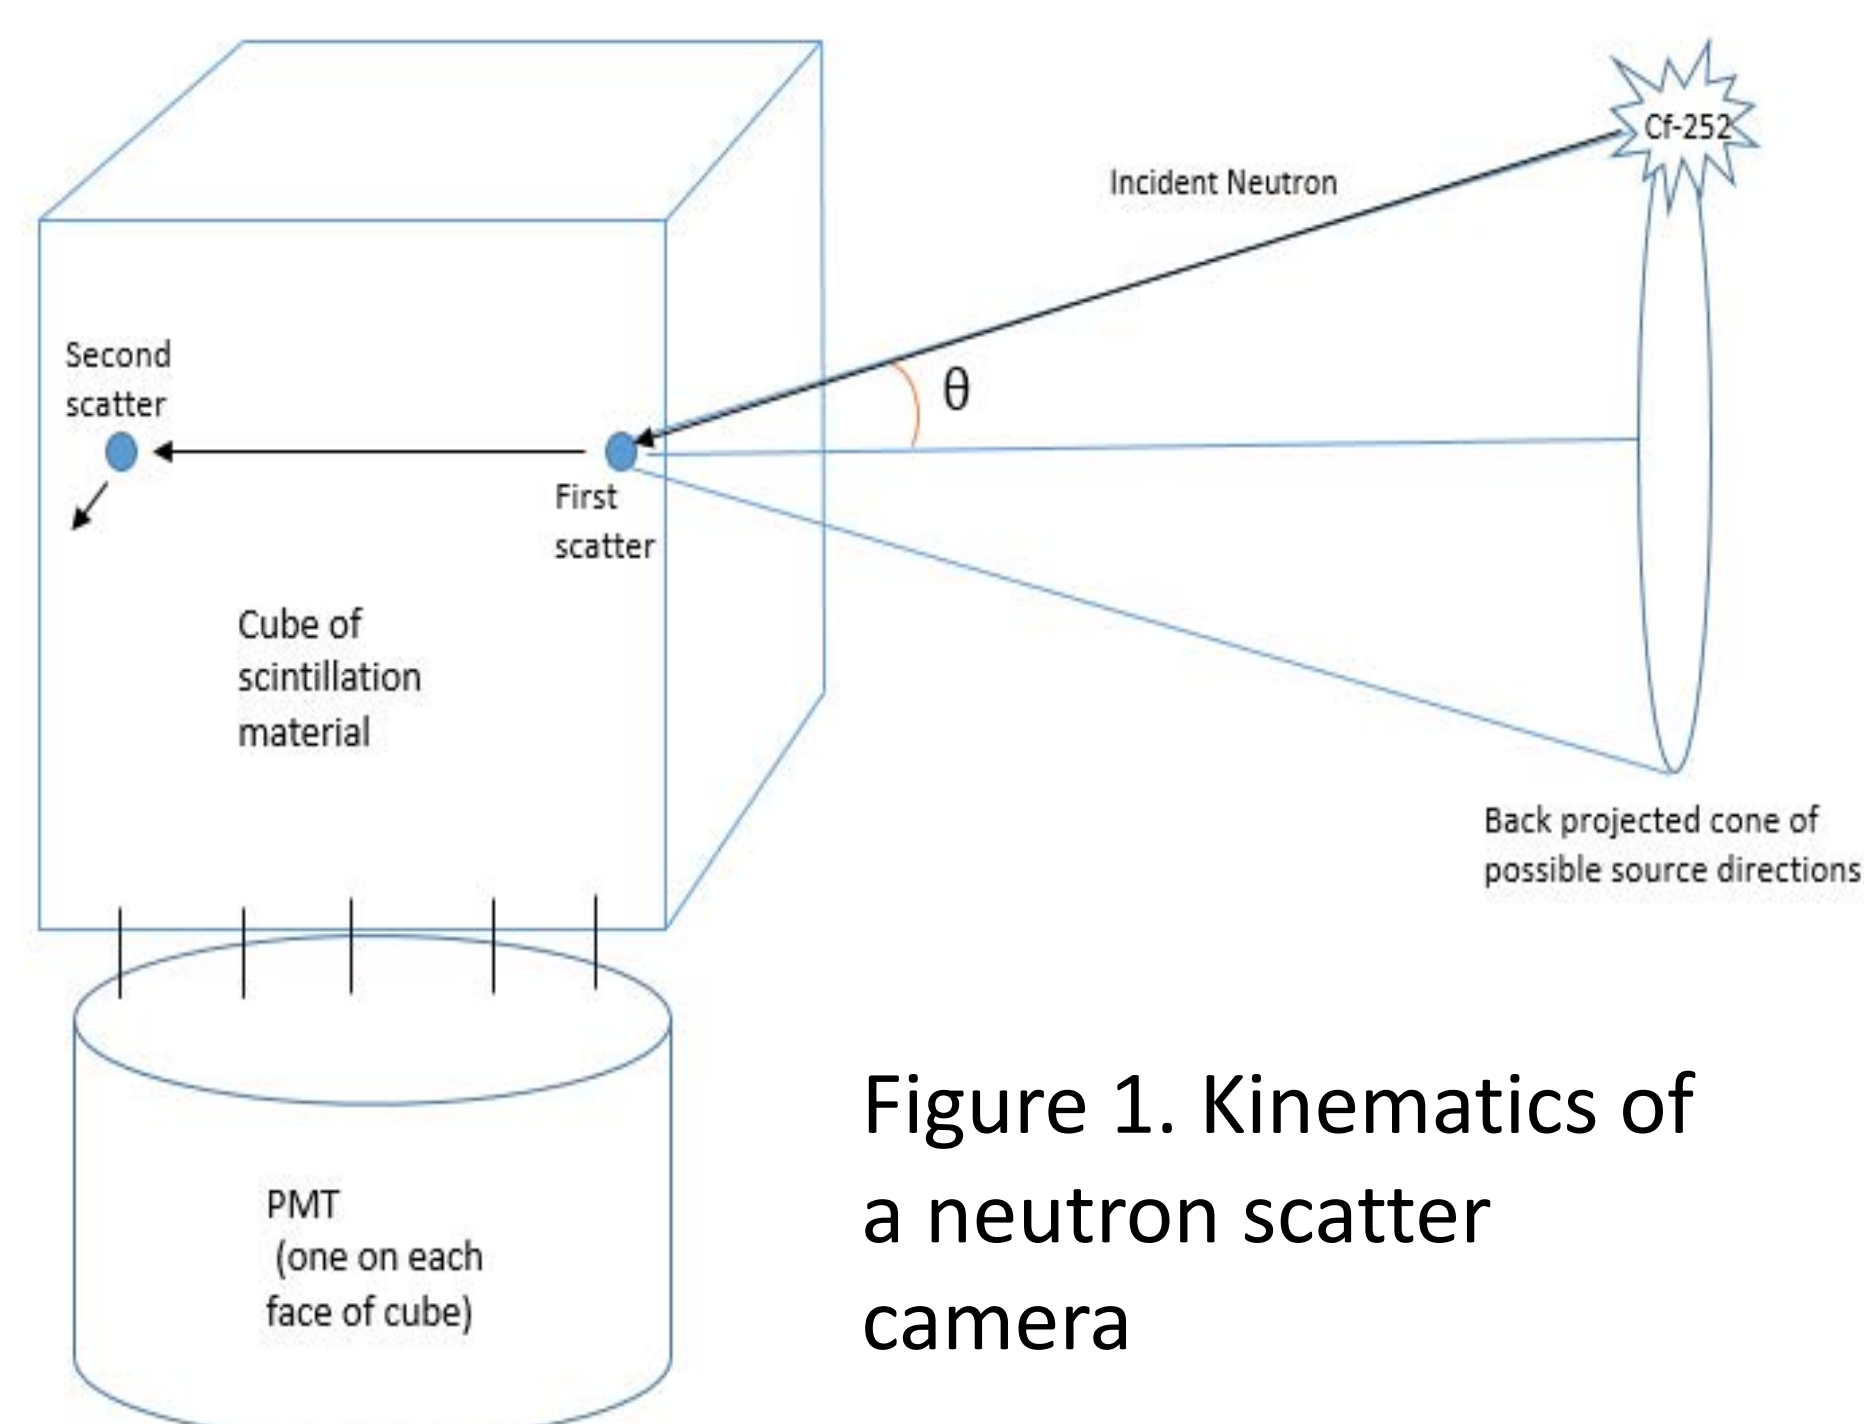 Cf-252
Incident Neutron
θ
Second
scatter
First
scatter
Cube of
scintillation
material
Back projected cone of
possible source directions
PMT
(one on each
face of cube)
Figure 1. Kinematics of
a neutron scatter
camera